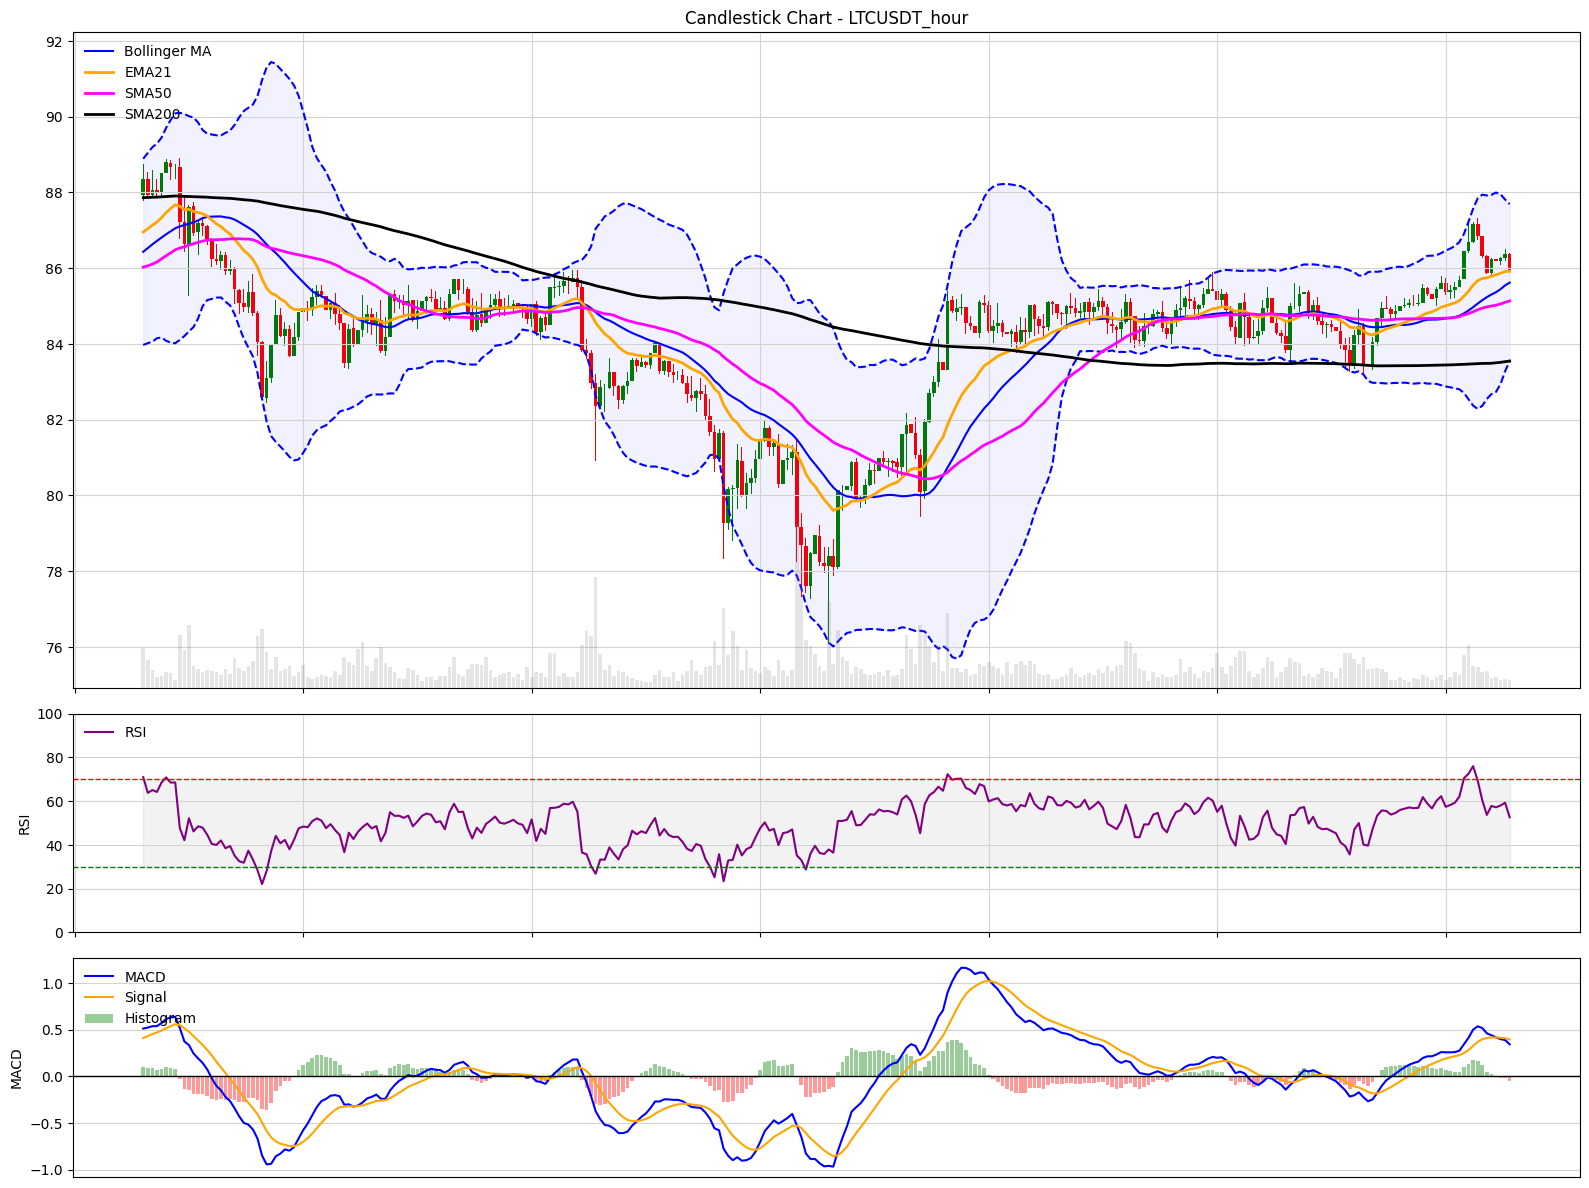 Candlestick Chart - LTCUSDT_hour
92
90
88
86
84
82
80
78
76
Bollinger MA
EMA21
SMA50
SMA200
100
80
60
40
20
0
RSI
RSI
1.0
0.5
0.0
−0.5
−1.0
MACD
MACD
Signal
Histogram